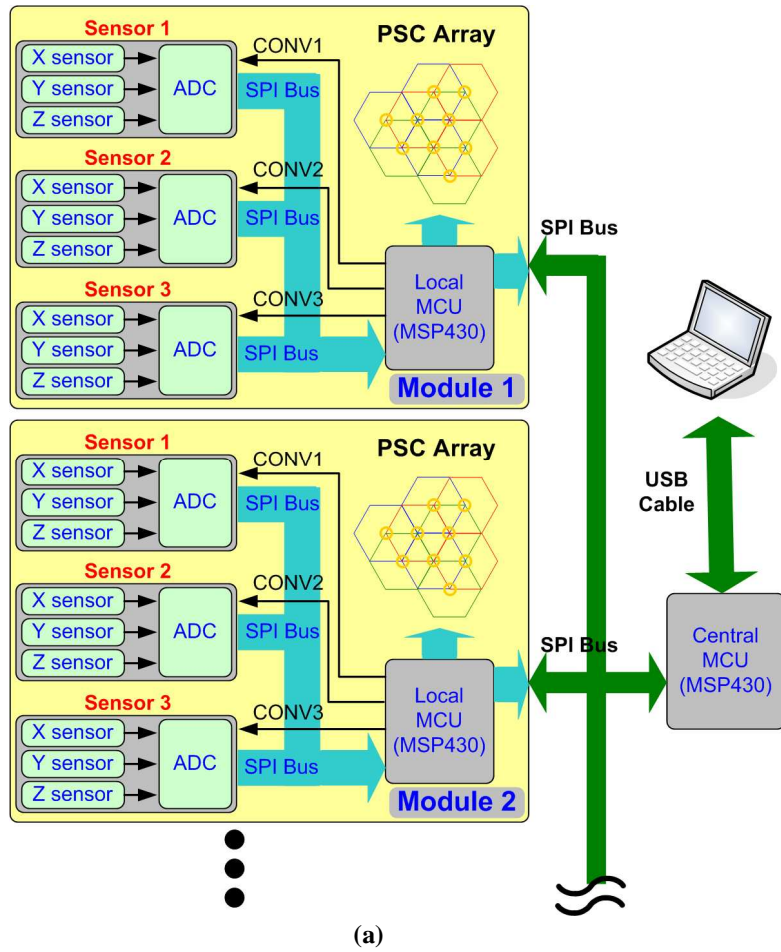 Sensor 1
X sensor
Y sensor
Z sensor
ADC
CONV1
SPI Bus
PSC Array
Sensor 2
X sensor
Y sensor
Z sensor
ADC
CONV2
SPI Bus
Sensor 3
X sensor
Y sensor
Z sensor
ADC
CONV3
SPI Bus
Local
MCU
(MSP430)
Module 1
SPI Bus
Sensor 1
X sensor
Y sensor
Z sensor
ADC
CONV1
SPI Bus
PSC Array
Sensor 2
X sensor
Y sensor
Z sensor
ADC
CONV2
SPI Bus
Sensor 3
X sensor
Y sensor
Z sensor
ADC
CONV3
SPI Bus
Local
MCU
(MSP430)
Module 2
SPI Bus
USB
Cable
Central
MCU
(MSP430)
(a)